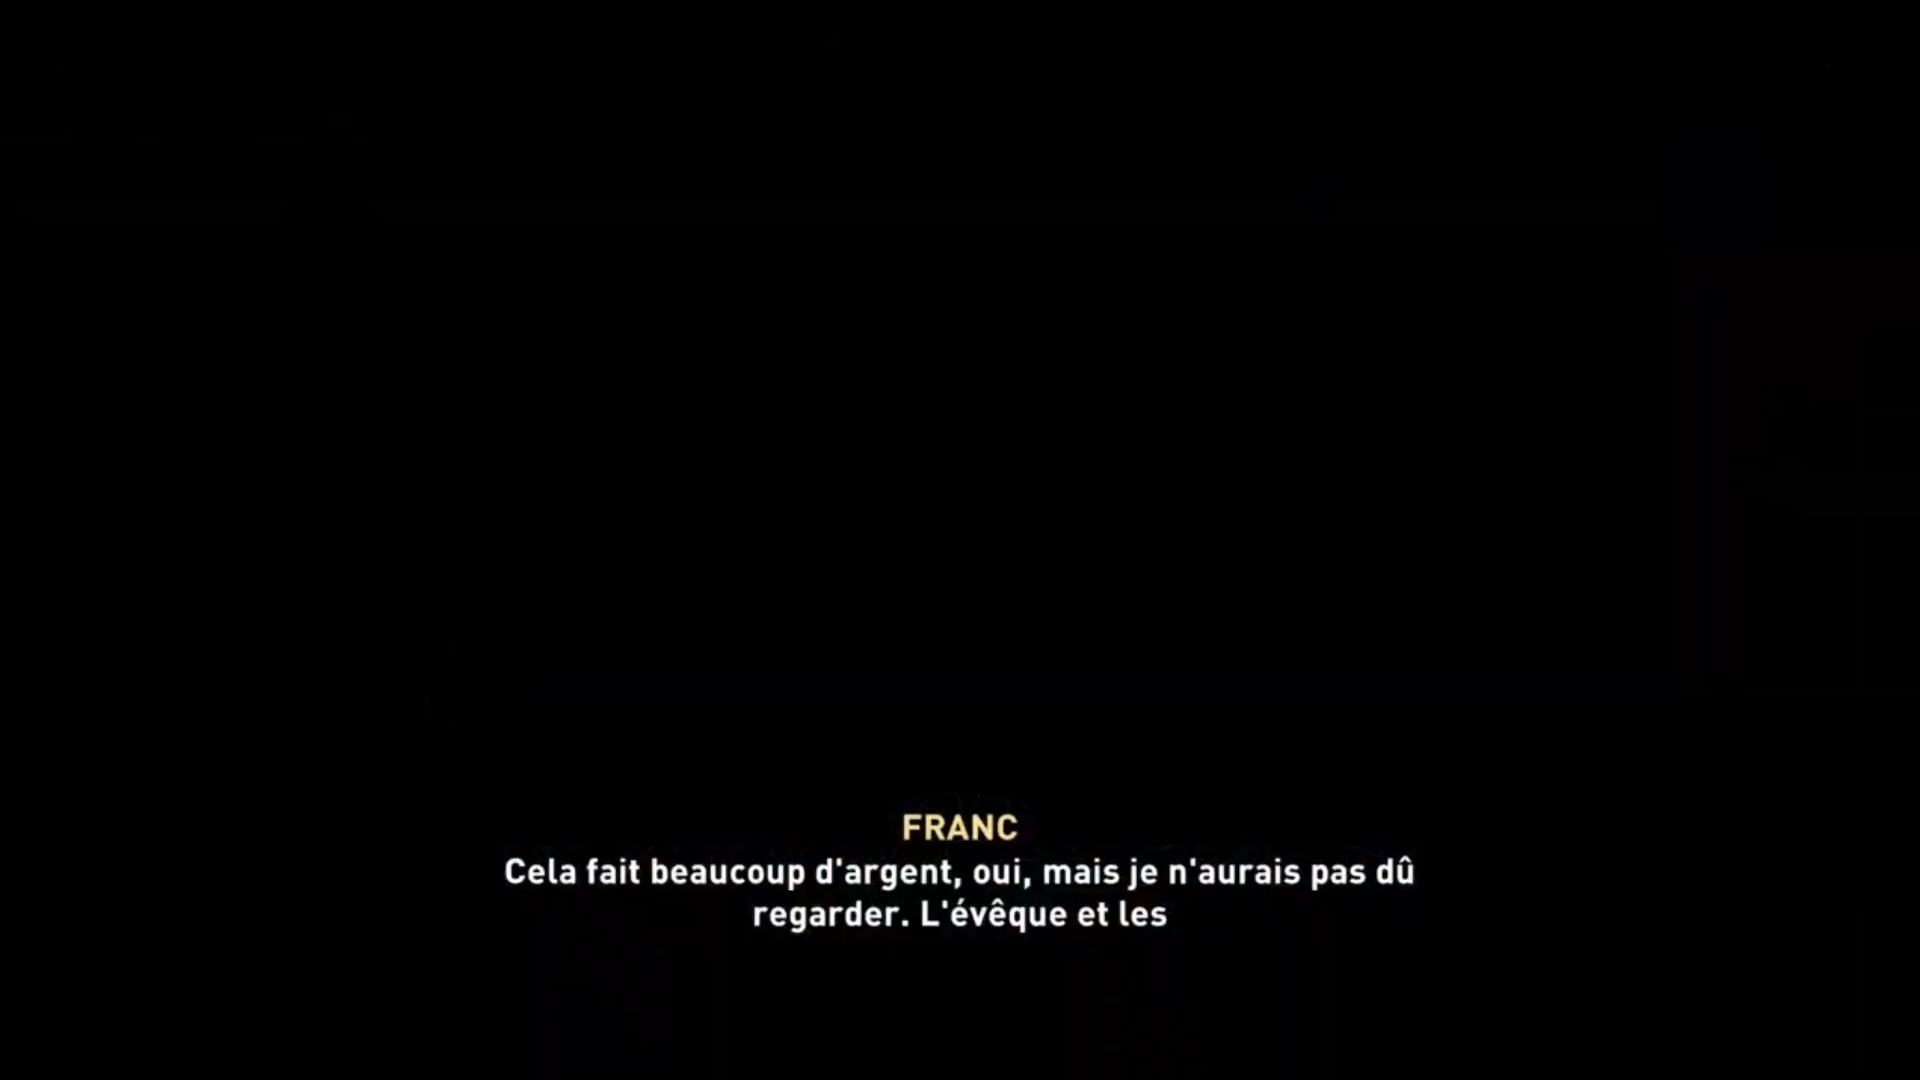 FRANC
Cela fait beaucoup d'argent, oui, mais je n'aurais pas dû
regarder. L'évêque et les